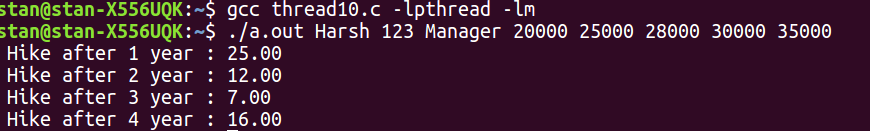 stan@stan-X556UQK:~$ gcc thread10.c -lpthread -lm
stan@stan-X556UQK:~$ ./a.out Harsh 123 Manager 20000 25000 28000 30000 35000
Hike after 1 year : 25.00
Hike after 2 year : 12.00
Hike after 3 year : 7.00
Hike after 4 year : 16.00